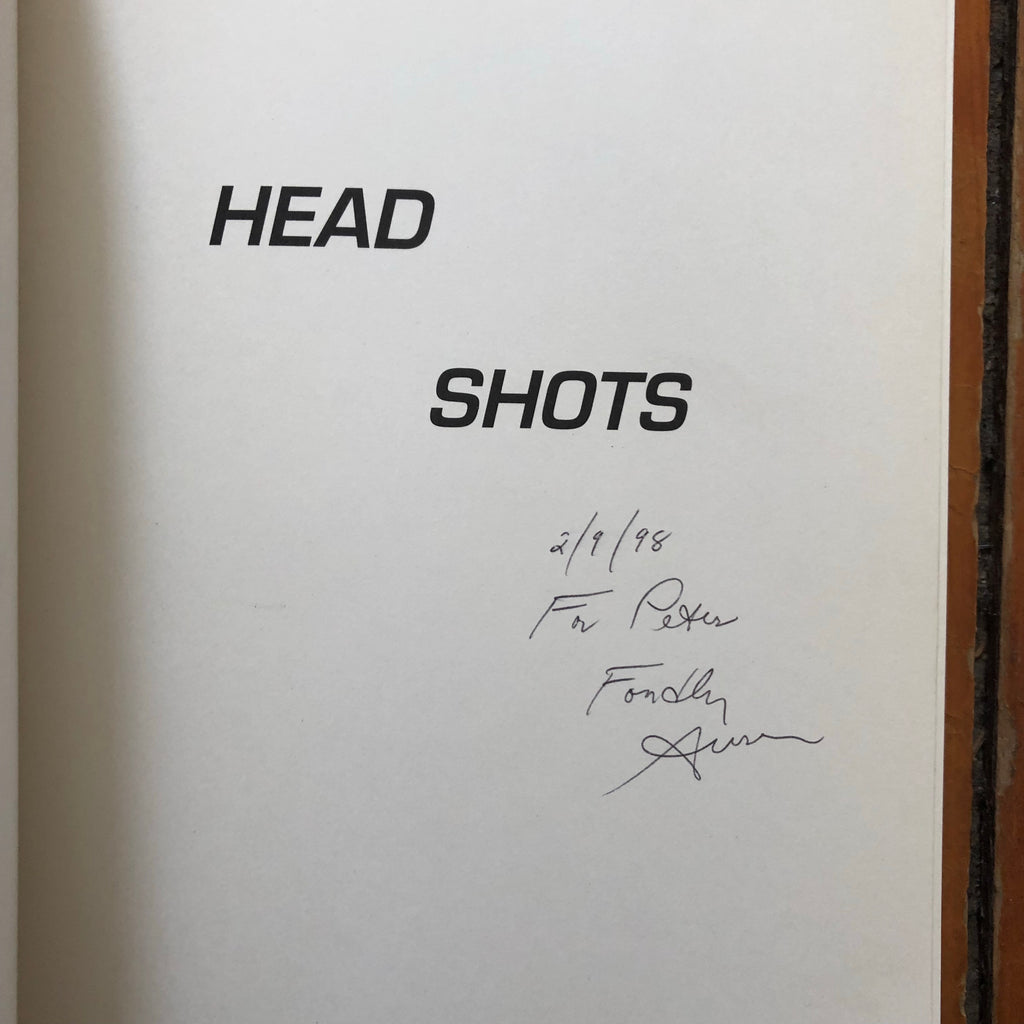 HEAD
SHOTS
2/9/98
For Peter
Fondly